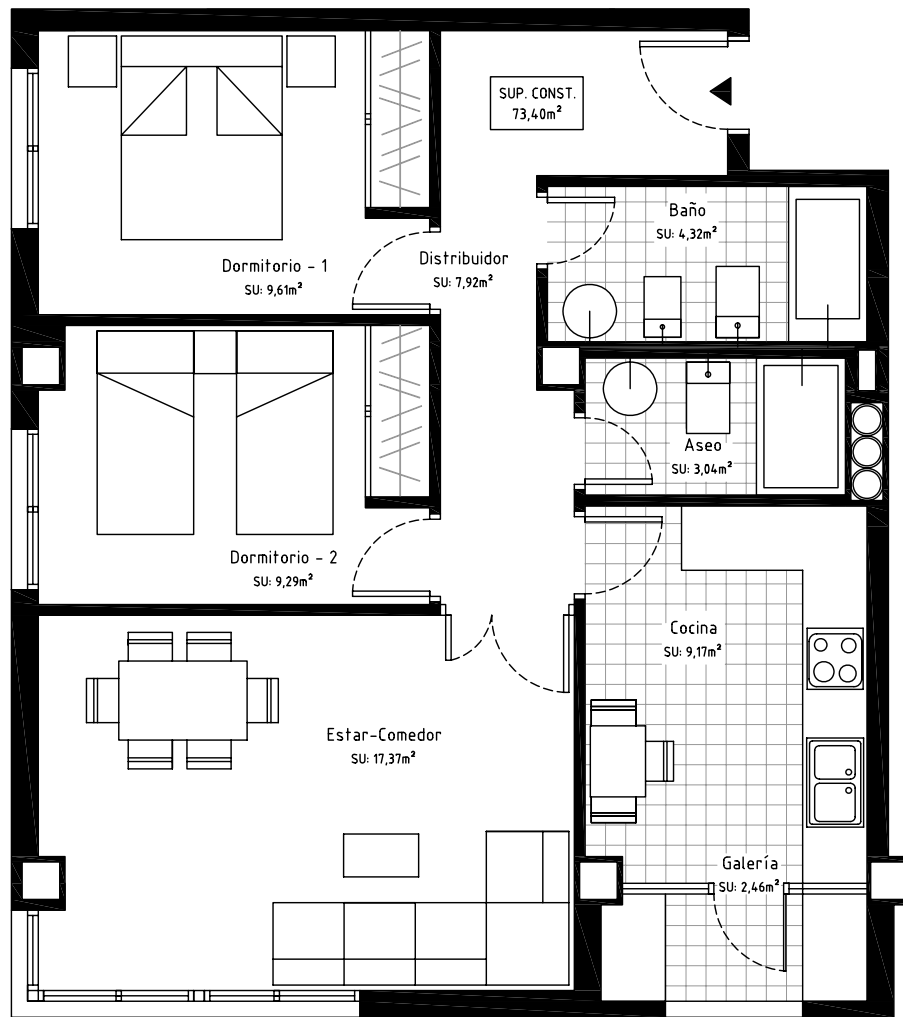 SUP. CONST.
73,40m²
Baño
SU: 4,32m²
Dormitorio - 1
SU: 9,61m²
Distribuidor
SU: 7,92m²
Aseo
SU: 3,04m²
Dormitorio - 2
SU: 9,29m²
Cocina
SU: 9,17m²
Estar-Comedor
SU: 17,37m²
Galería
SU: 2,46m²